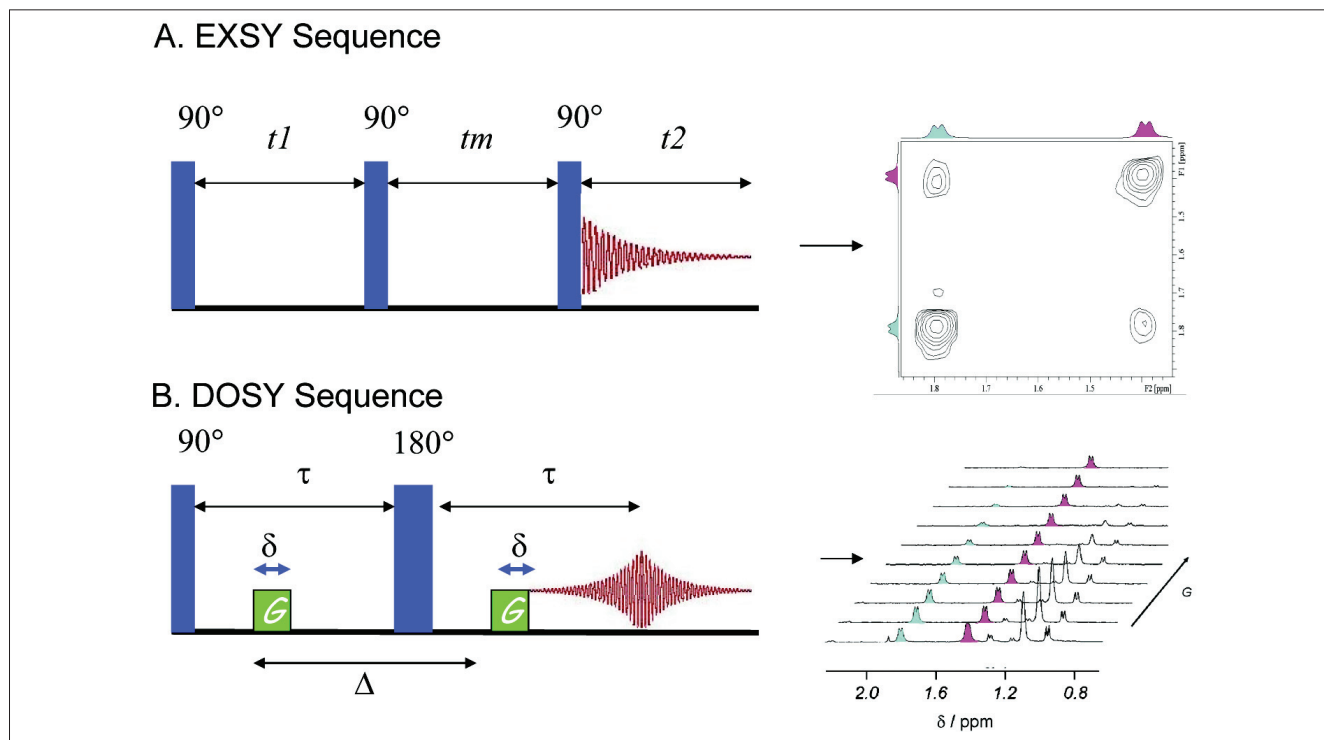 A. EXSY Sequence
90° 90° 90°
t1 tm t2
F1 [ppm]
1.5
1.6
1.7
1.8
1.8 1.7 1.6 1.5 F2 [ppm]
B. DOSY Sequence
90° 180°
τ τ
δ δ
G G
Δ
G
2.0 1.6 1.2 0.8
δ / ppm